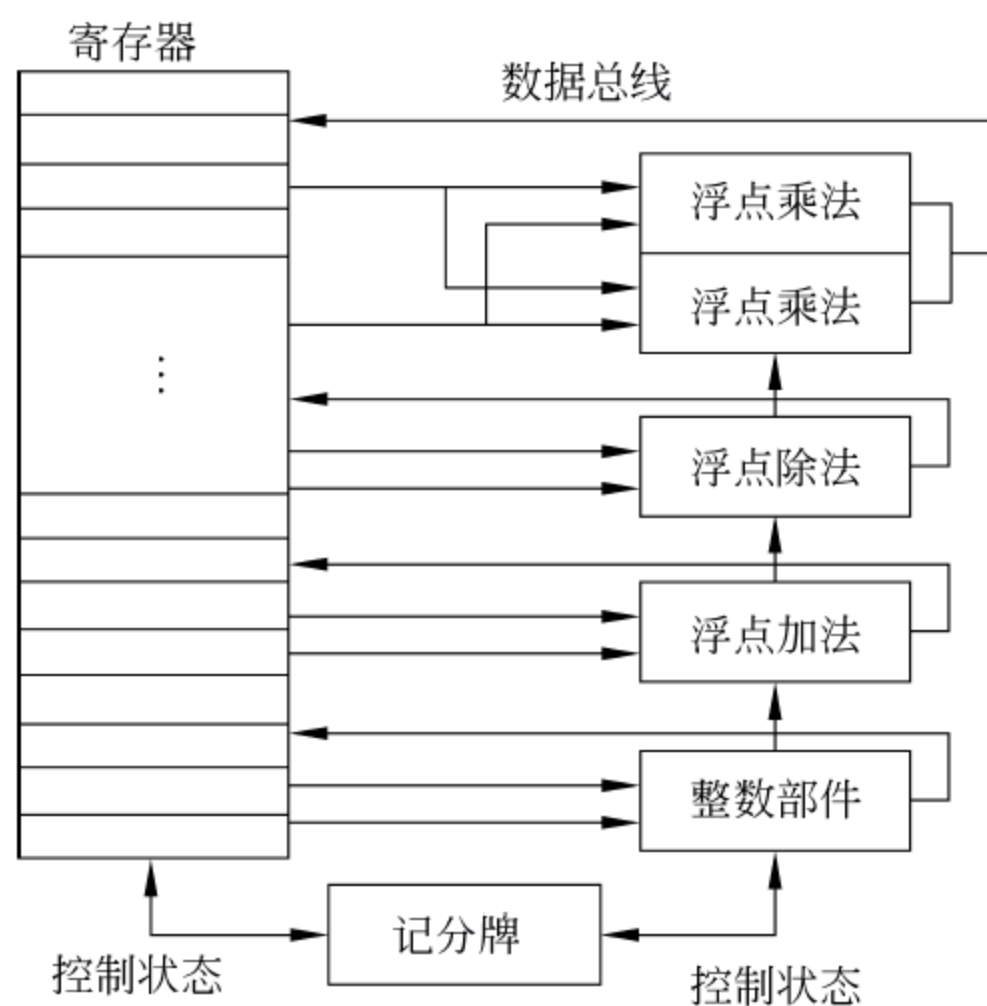 寄存器
数据总线
浮点乘法
浮点乘法
⋮
浮点除法
浮点加法
整数部件
记分牌
控制状态
控制状态